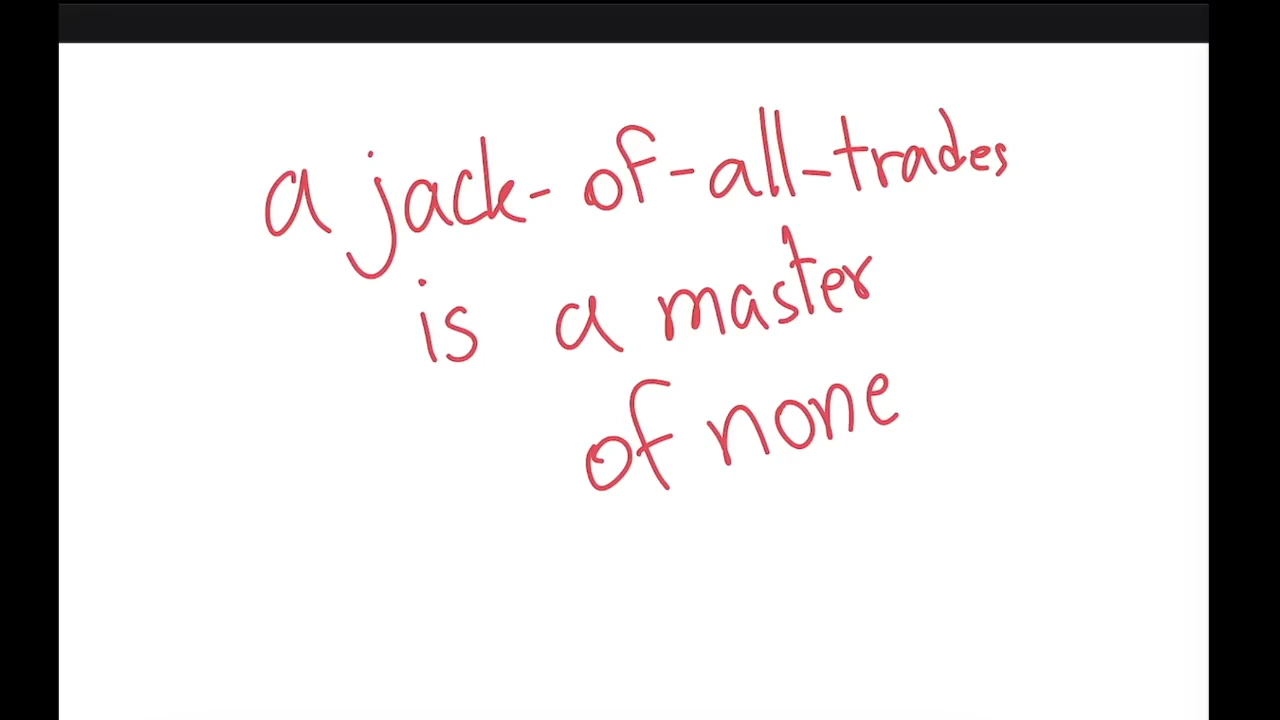 a jack-of-all-trades
is a master
of none